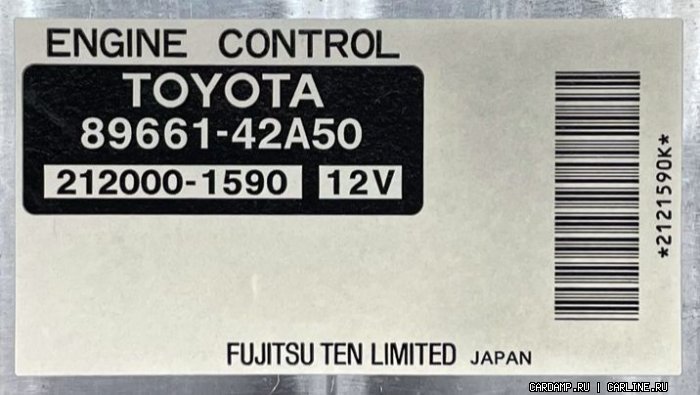 ENGINE CONTROL
TOYOTA
89661-42A50
212000-1590 12V
*2121590K*
FUJITSU TEN LIMITED JAPAN
CARDAMP.RU | CARLINE.RU